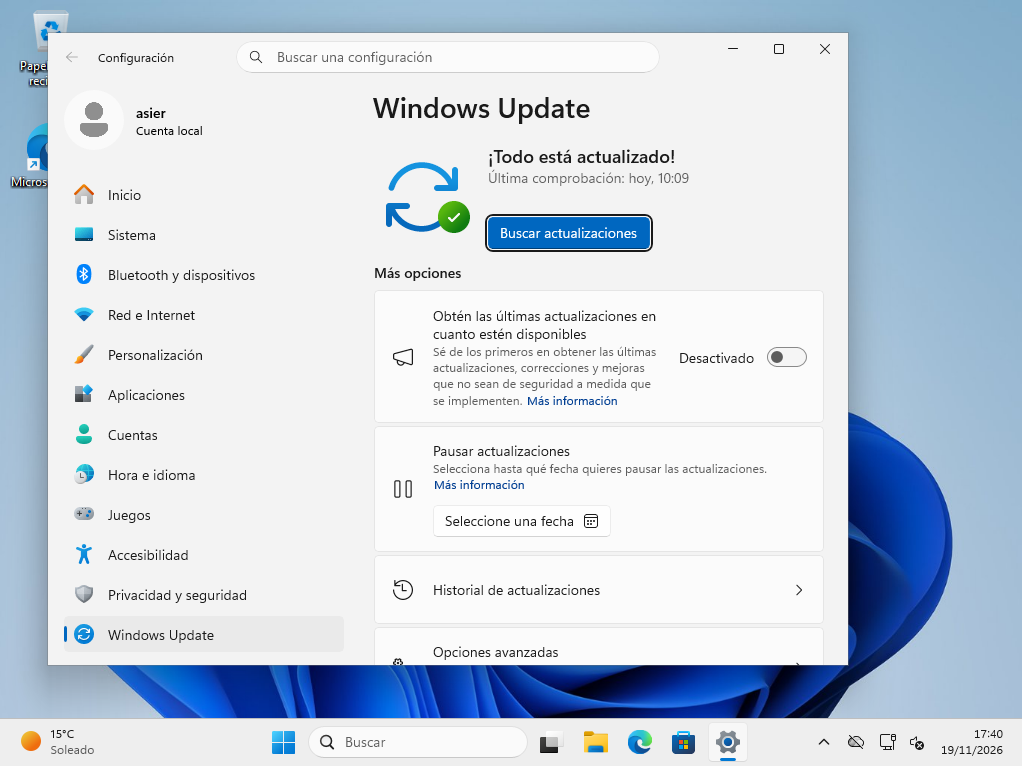 Configuración
Buscar una configuración
asier
Cuenta local
Inicio
Sistema
Bluetooth y dispositivos
Red e Internet
Personalización
Aplicaciones
Cuentas
Hora e idioma
Juegos
Accesibilidad
Privacidad y seguridad
Windows Update
Windows Update
¡Todo está actualizado!
Última comprobación: hoy, 10:09
Buscar actualizaciones
Más opciones
Obtén las últimas actualizaciones en
cuanto estén disponibles
Sé de los primeros en obtener las últimas
actualizaciones, correcciones y mejoras
que no sean de seguridad a medida que
se implementen. Más información
Desactivado
Pausar actualizaciones
Selecciona hasta qué fecha quieres pausar las actualizaciones.
Más información
Seleccione una fecha
Historial de actualizaciones
Opciones avanzadas
15°C
Soleado
Buscar
17:40
19/11/2026